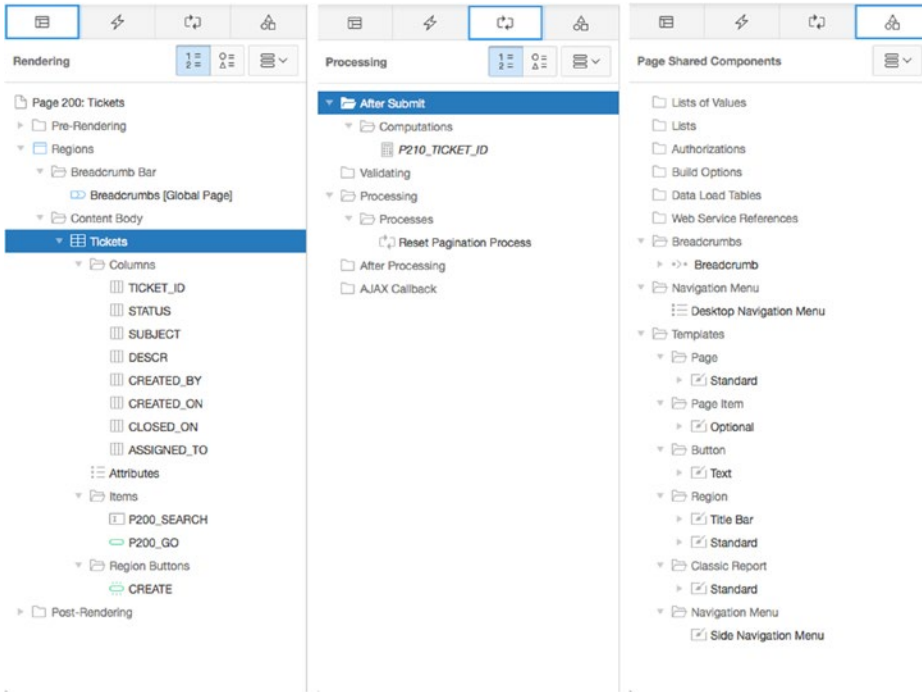 Rendering
Page 200: Tickets
Pre-Rendering
Regions
Breadcrumb Bar
Breadcrumbs [Global Page]
Content Body
Tickets
Columns
TICKET_ID
STATUS
SUBJECT
DESCR
CREATED_BY
CREATED_ON
CLOSED_ON
ASSIGNED_TO
Attributes
Items
P200_SEARCH
P200_GO
Region Buttons
CREATE
Post-Rendering
Processing
After Submit
Computations
P210_TICKET_ID
Validating
Processing
Processes
Reset Pagination Process
After Processing
AJAX Callback
Page Shared Components
Lists of Values
Lists
Authorizations
Build Options
Data Load Tables
Web Service References
Breadcrumbs
Breadcrumb
Navigation Menu
Desktop Navigation Menu
Templates
Page
Standard
Page Item
Optional
Button
Text
Region
Title Bar
Standard
Classic Report
Standard
Navigation Menu
Side Navigation Menu